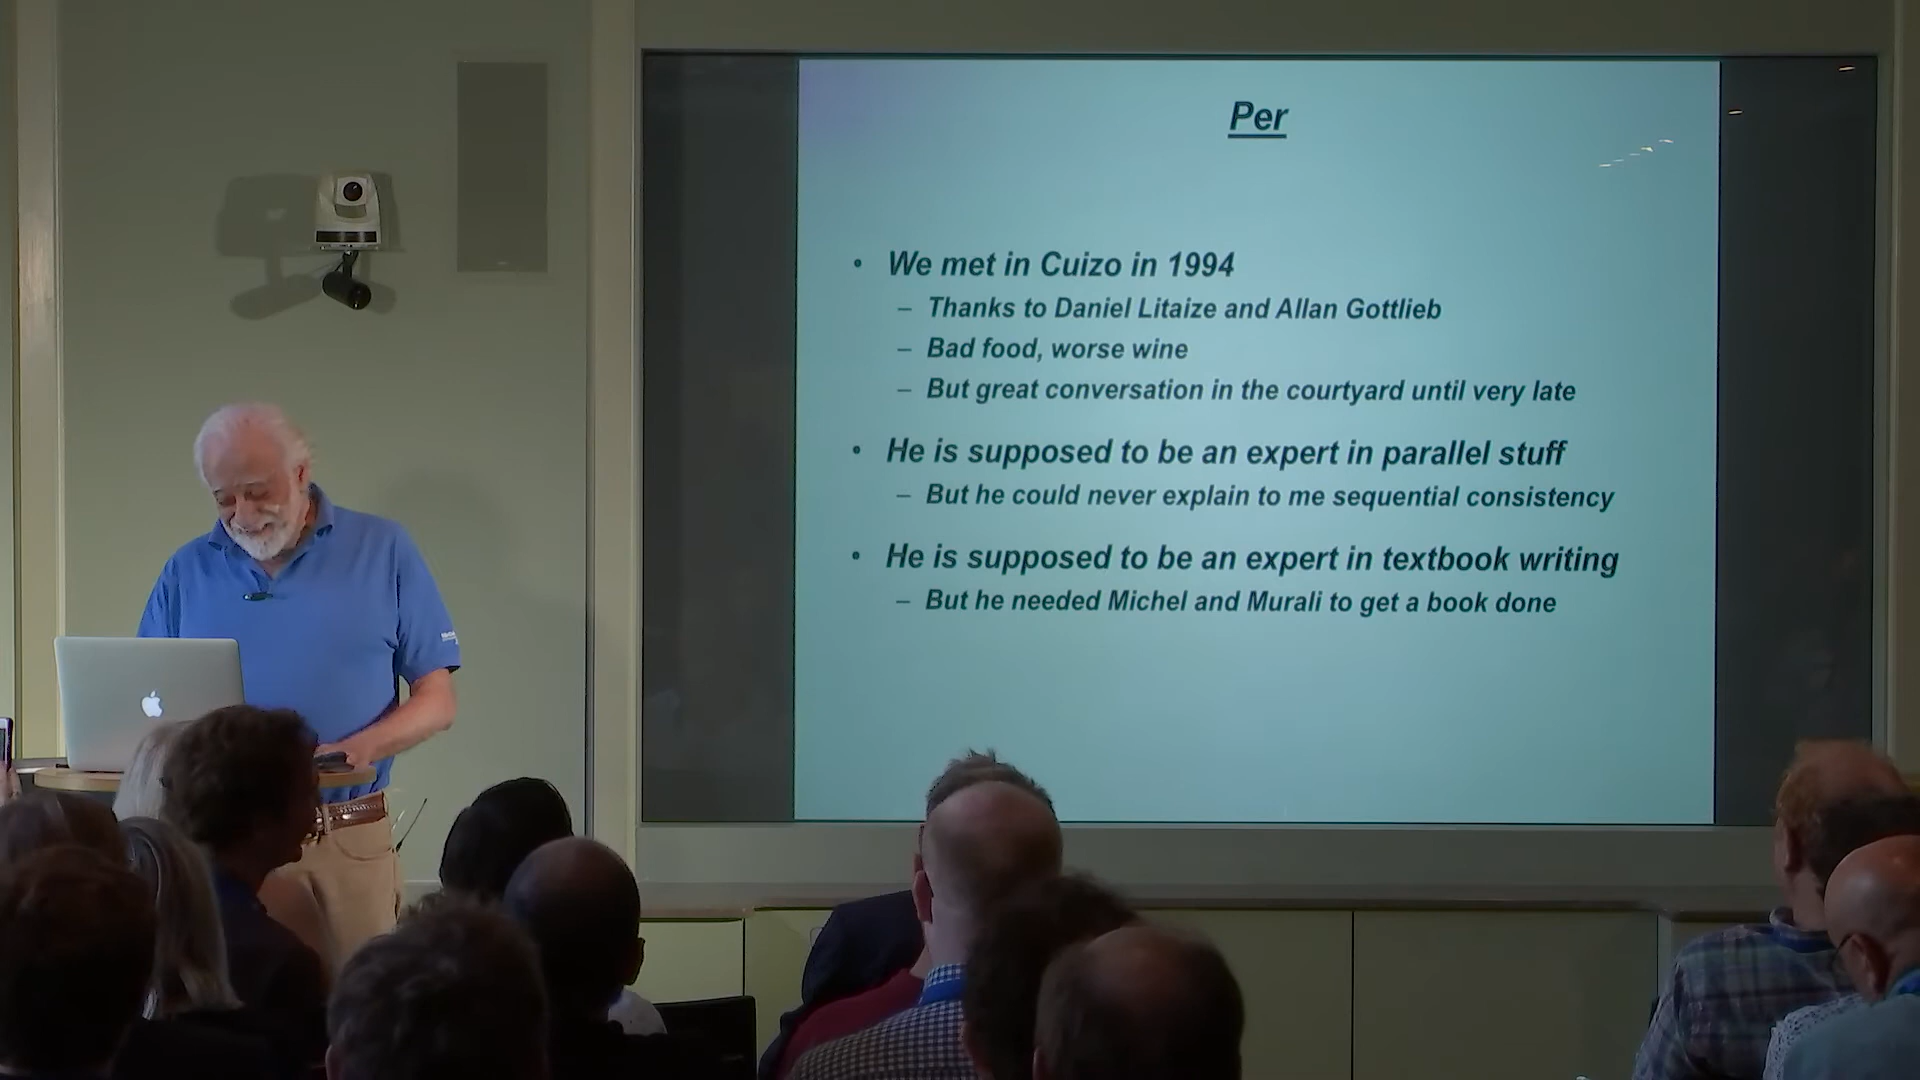 Per
• We met in Cuizo in 1994
– Thanks to Daniel Litaize and Allan Gottlieb
– Bad food, worse wine
– But great conversation in the courtyard until very late
• He is supposed to be an expert in parallel stuff
– But he could never explain to me sequential consistency
• He is supposed to be an expert in textbook writing
– But he needed Michel and Murali to get a book done